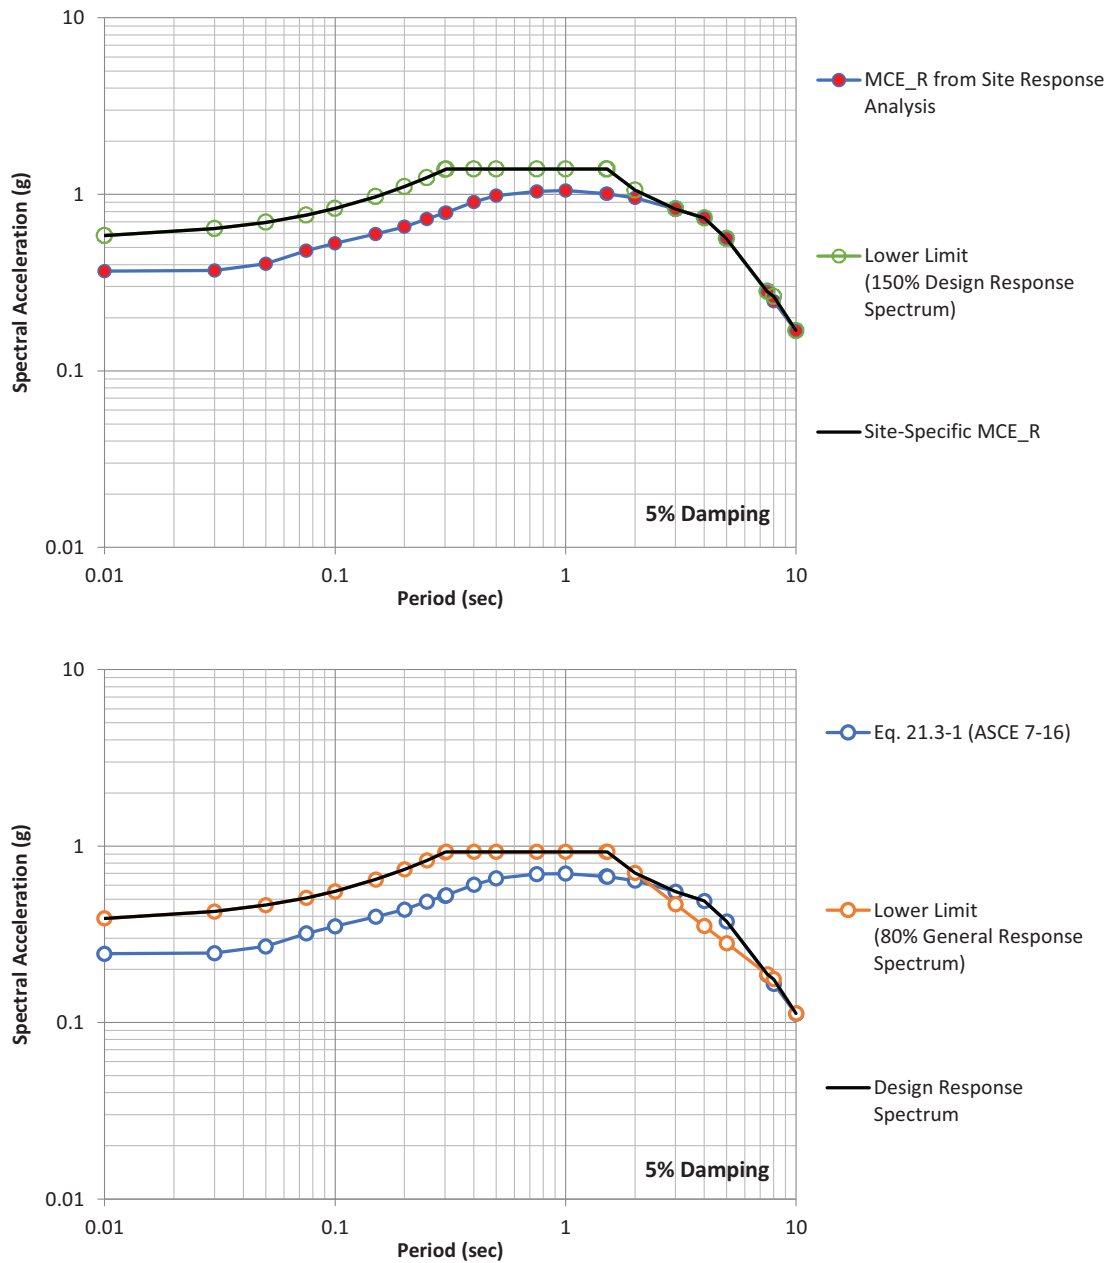 10
1
0.1
0.01
Spectral Acceleration (g)
0.01
0.1
1
10
Period (sec)
5% Damping
MCE_R from Site Response
Analysis
Lower Limit
(150% Design Response
Spectrum)
Site-Specific MCE_R
10
1
0.1
0.01
Spectral Acceleration (g)
0.01
0.1
1
10
Period (sec)
5% Damping
Eq. 21.3-1 (ASCE 7-16)
Lower Limit
(80% General Response
Spectrum)
Design Response
Spectrum